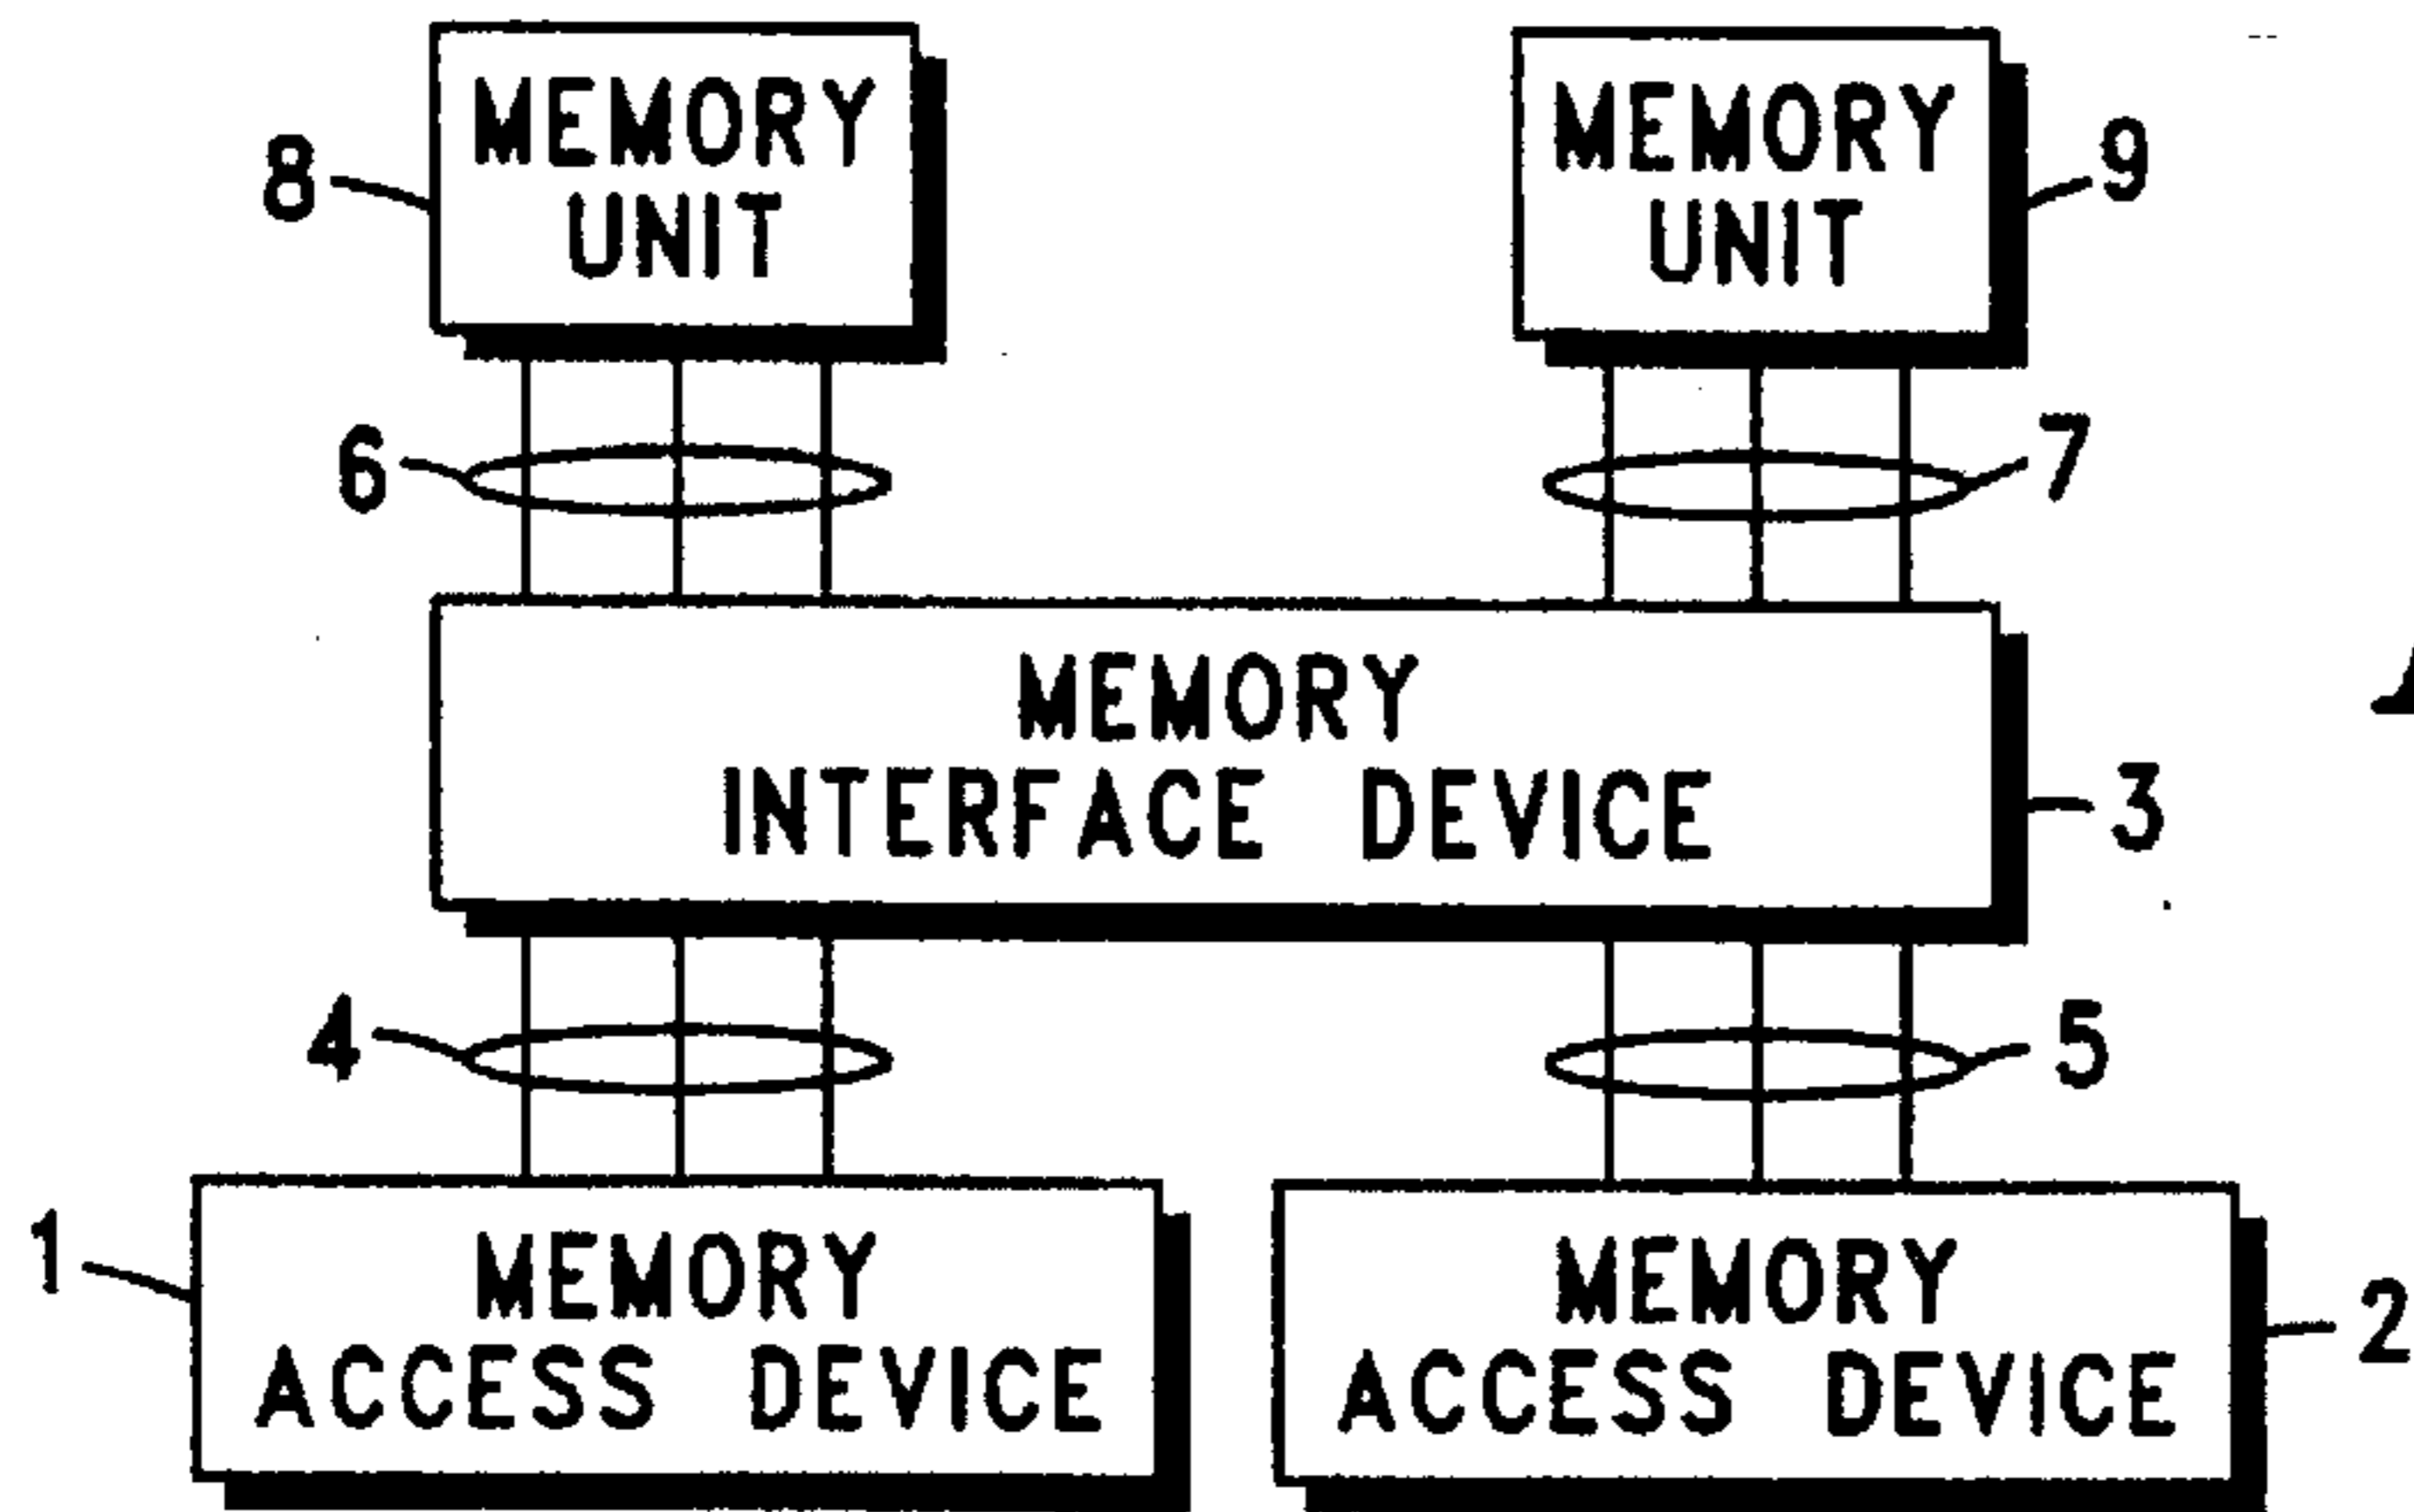 MEMORY
UNIT
8
MEMORY
UNIT
9
6
7
MEMORY
INTERFACE DEVICE
3
4
5
1
MEMORY
ACCESS DEVICE
MEMORY
ACCESS DEVICE
2